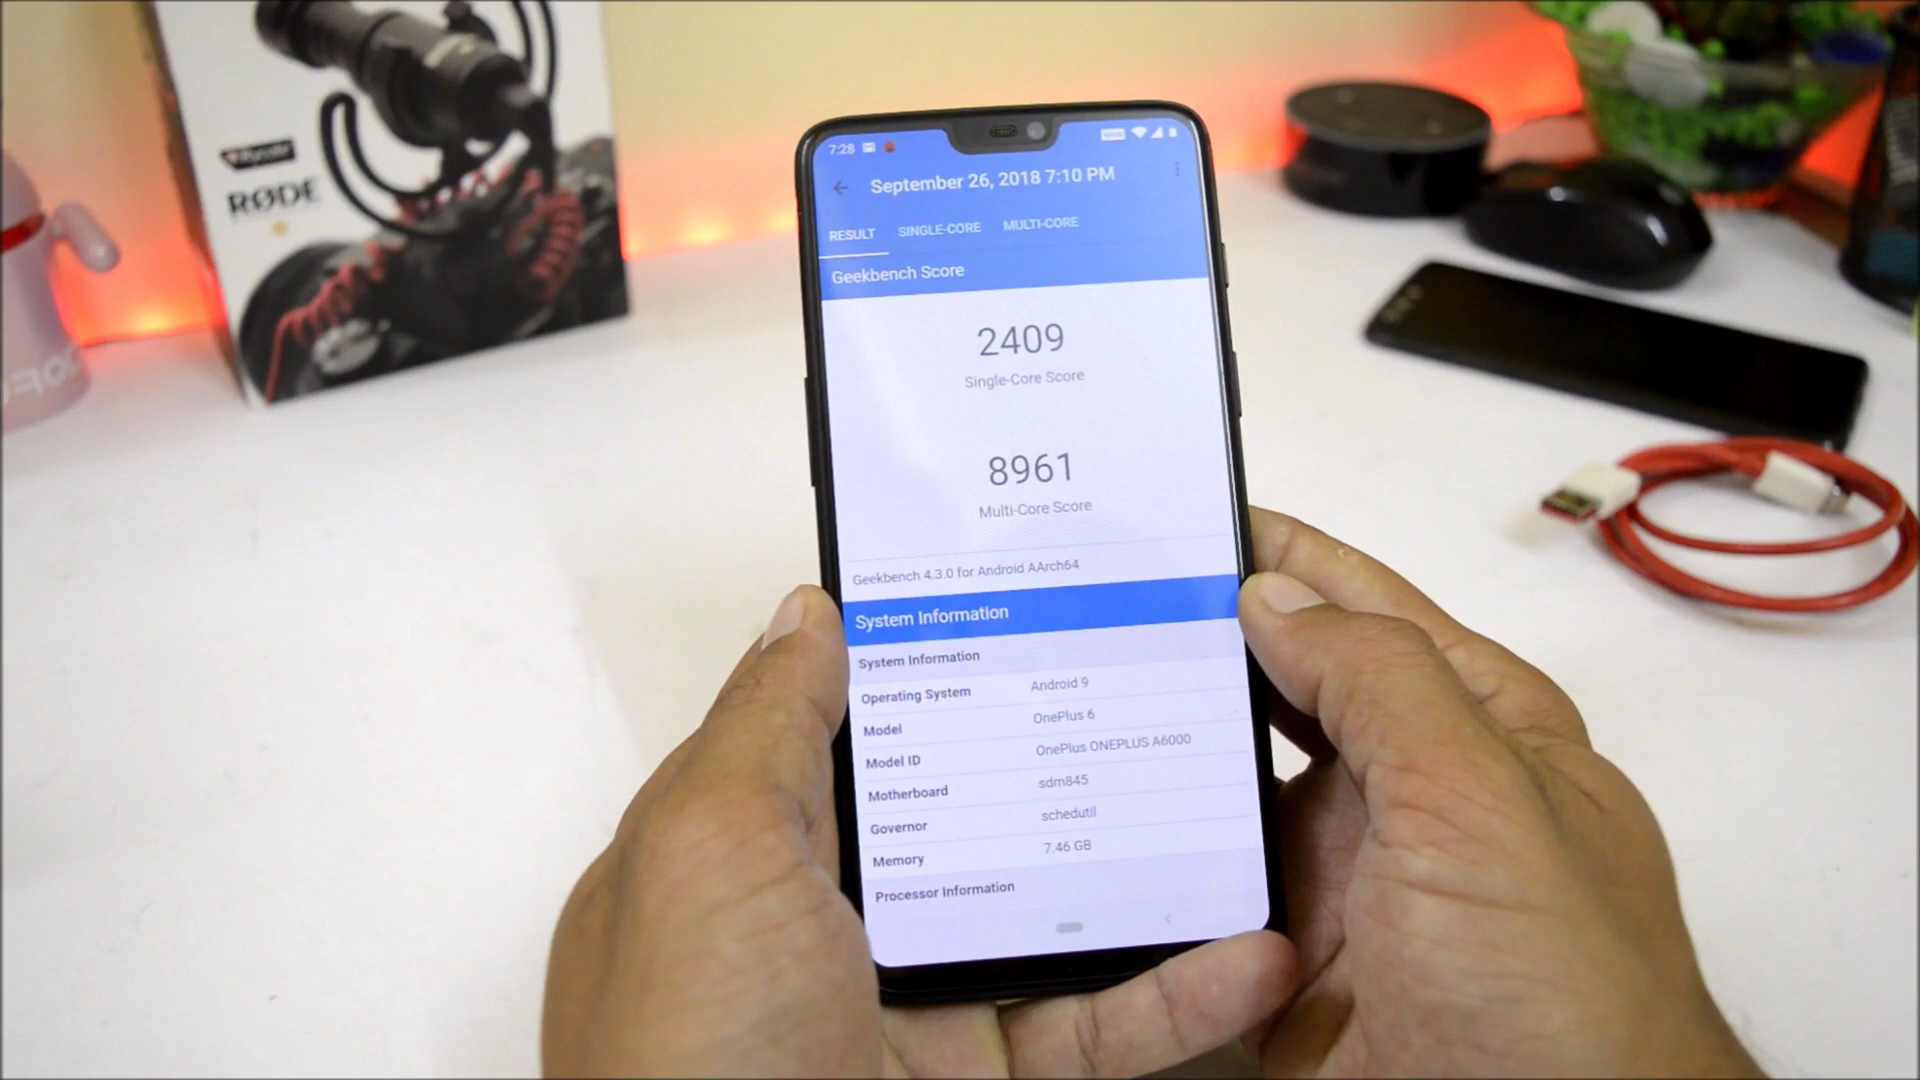 RØDE
7:28
September 26, 2018 7:10 PM
RESULT SINGLE-CORE MULTI-CORE
Geekbench Score
2409
Single-Core Score
8961
Multi-Core Score
Geekbench 4.3.0 for Android AArch64
System Information
System Information
Operating System Android 9
Model OnePlus 6
Model ID OnePlus ONEPLUS A6000
Motherboard sdm845
Governor schedutil
Memory 7.46 GB
Processor Information